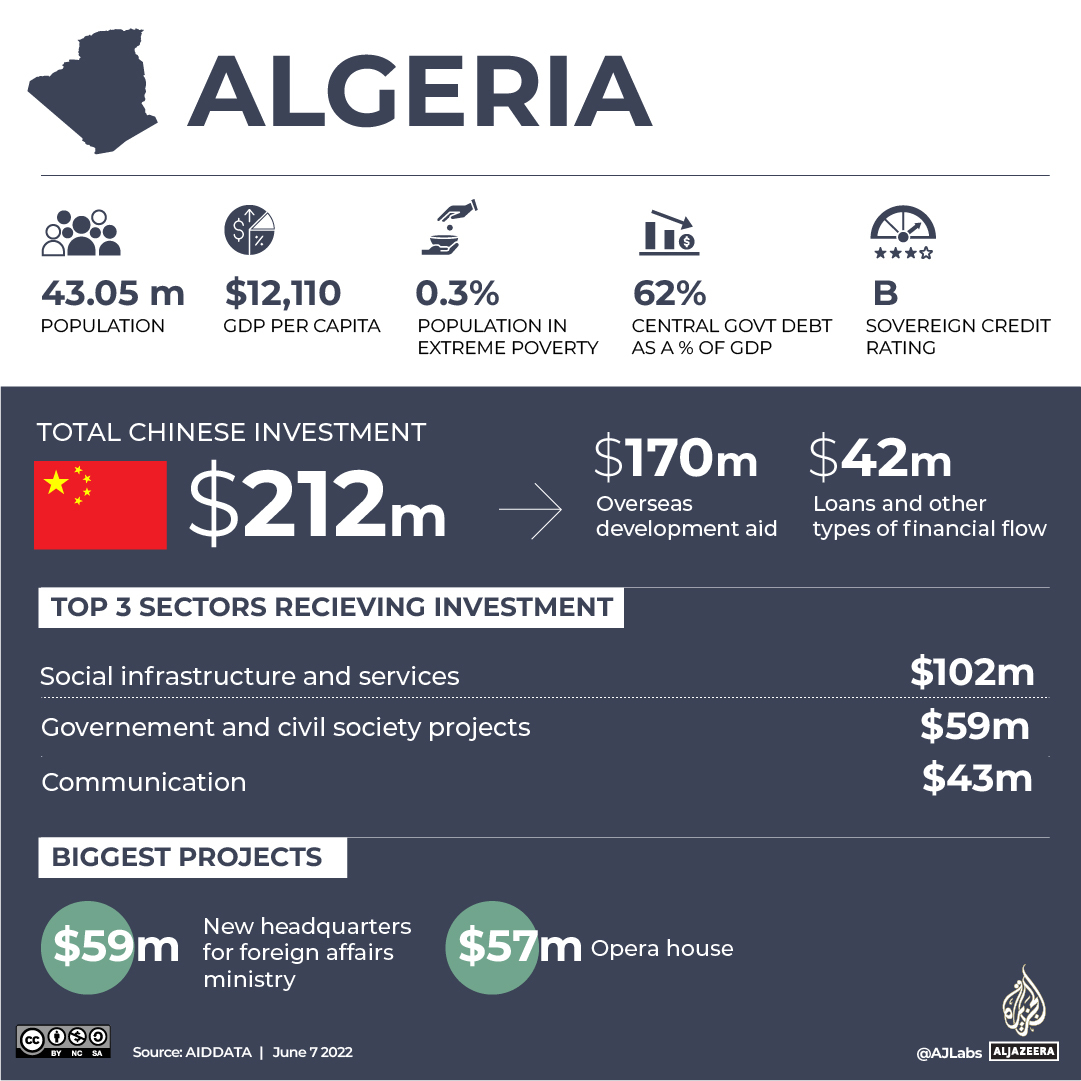 ALGERIA
43.05 m
POPULATION
$12,110
GDP PER CAPITA
0.3%
POPULATION IN
EXTREME POVERTY
62%
CENTRAL GOVT DEBT
AS A % OF GDP
B
SOVEREIGN CREDIT
RATING
TOTAL CHINESE INVESTMENT
$212m
$170m
Overseas
development aid
$42m
Loans and other
types of financial flow
TOP 3 SECTORS RECIEVING INVESTMENT
Social infrastructure and services $102m
Governement and civil society projects $59m
Communication $43m
BIGGEST PROJECTS
$59m
New headquarters
for foreign affairs
ministry
$57m
Opera house
cc BY NC SA
Source: AIDDATA | June 7 2022
@AJLabs
الجزيرة
ALJAZEERA